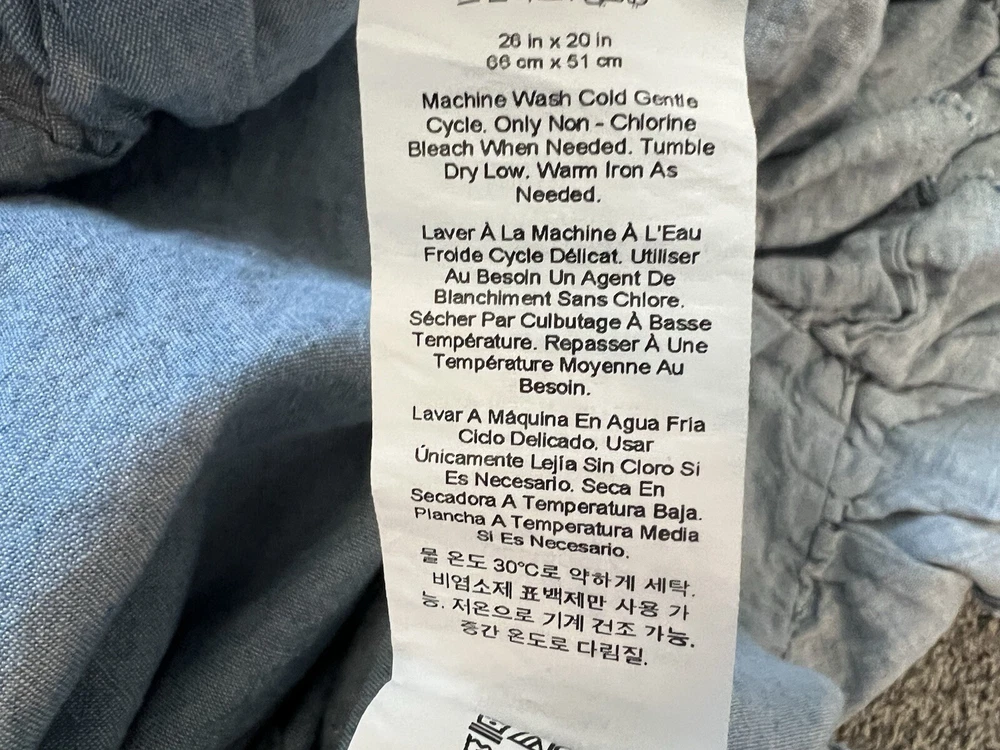 26 in x 20 in
66 cm x 51 cm
Machine Wash Cold Gentle
Cycle. Only Non - Chlorine
Bleach When Needed. Tumble
Dry Low. Warm Iron As
Needed.
Laver À La Machine À L'Eau
Froide Cycle Délicat. Utiliser
Au Besoin Un Agent De
Blanchiment Sans Chlore.
Sécher Par Culbutage À Basse
Température. Repasser À Une
Température Moyenne Au
Besoin.
Lavar A Máquina En Agua Fría
Ciclo Delicado. Usar
Únicamente Lejía Sin Cloro Si
Es Necesario. Seca En
Secadora A Temperatura Baja.
Plancha A Temperatura Media
Si Es Necesario.
물 온도 30℃로 약하게 세탁.
비염소제 표백제만 사용 가
능. 저온으로 기계 건조 가능.
중간 온도로 다림질.